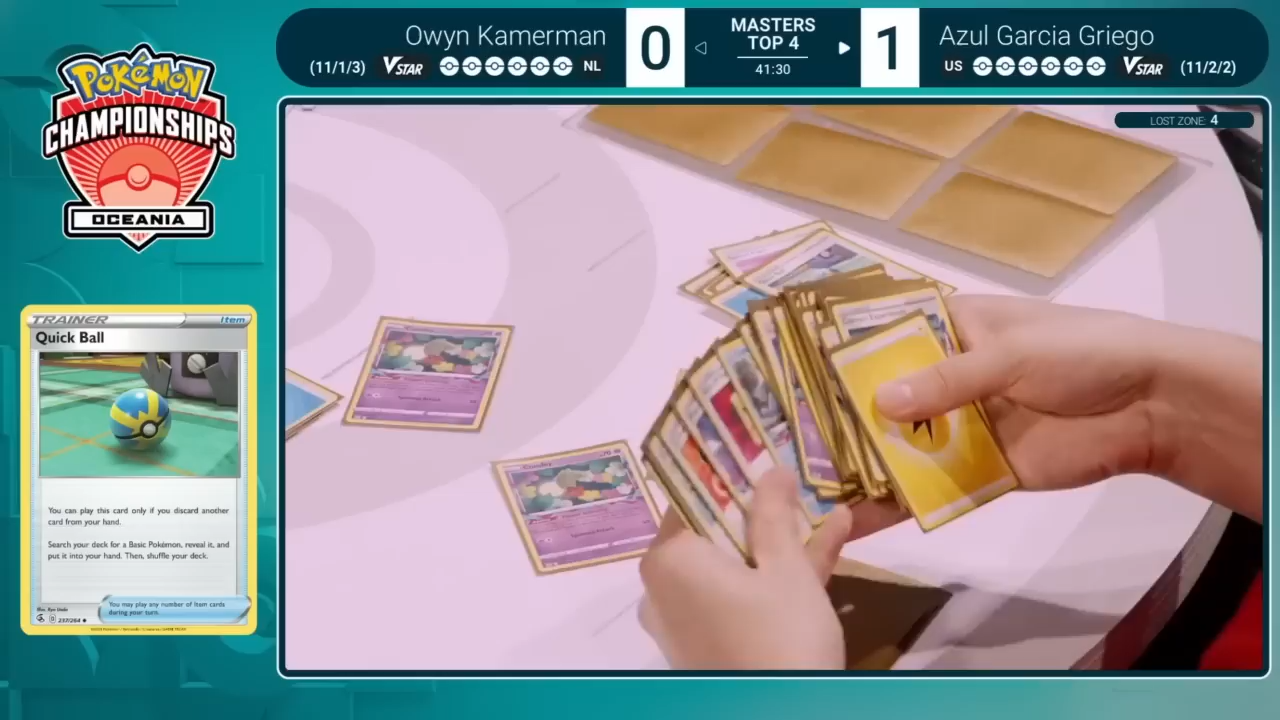 Owyn Kamerman
0
MASTERS
TOP 4
41:30
1
Azul Garcia Griego
(11/1/3)
VSTAR
NL
US
VSTAR
(11/2/2)
Pokémon
CHAMPIONSHIPS
OCEANIA
LOST ZONE: 4
TRAINER
Item
Quick Ball
You can play this card only if you discard another
card from your hand.
Search your deck for a Basic Pokémon, reveal it, and
put it into your hand. Then, shuffle your deck.
You may play any number of Item cards
during your turn.
237/264